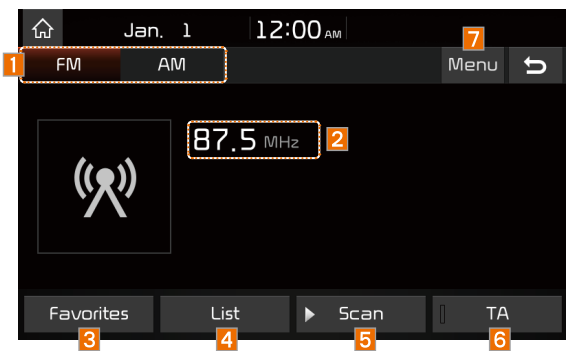 Jan. 1 12:00 AM
7
1 FM AM Menu
87.5 MHz 2
Favorites List Scan TA
3 4 5 6